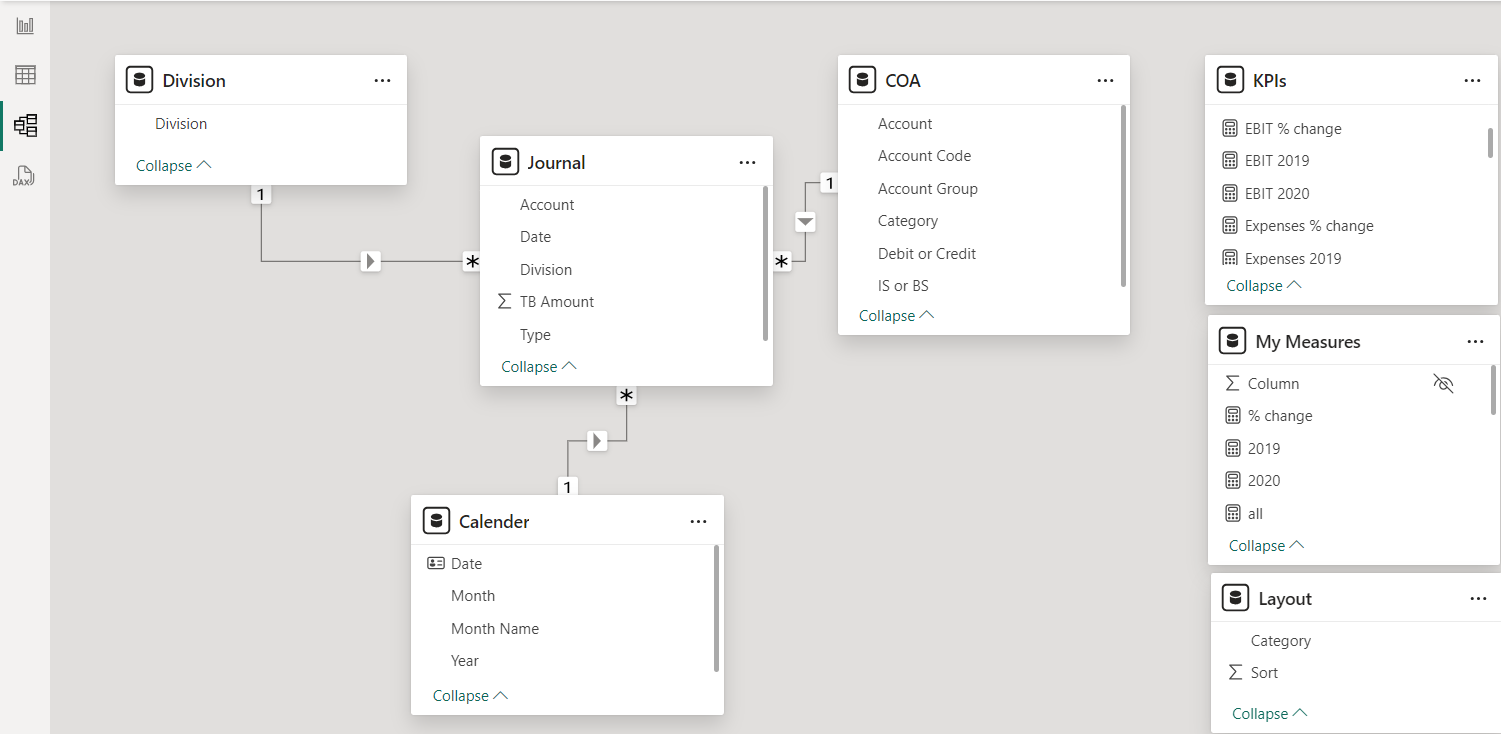 Division
Division
Collapse
1
Journal
Account
Date
Division
TB Amount
Type
Collapse
*
*
*
COA
Account
Account Code
Account Group
Category
Debit or Credit
IS or BS
Collapse
1
Calender
Date
Month
Month Name
Year
Collapse
1
KPIs
EBIT % change
EBIT 2019
EBIT 2020
Expenses % change
Expenses 2019
Collapse
My Measures
Column
% change
2019
2020
all
Collapse
Layout
Category
Sort
Collapse
DAX